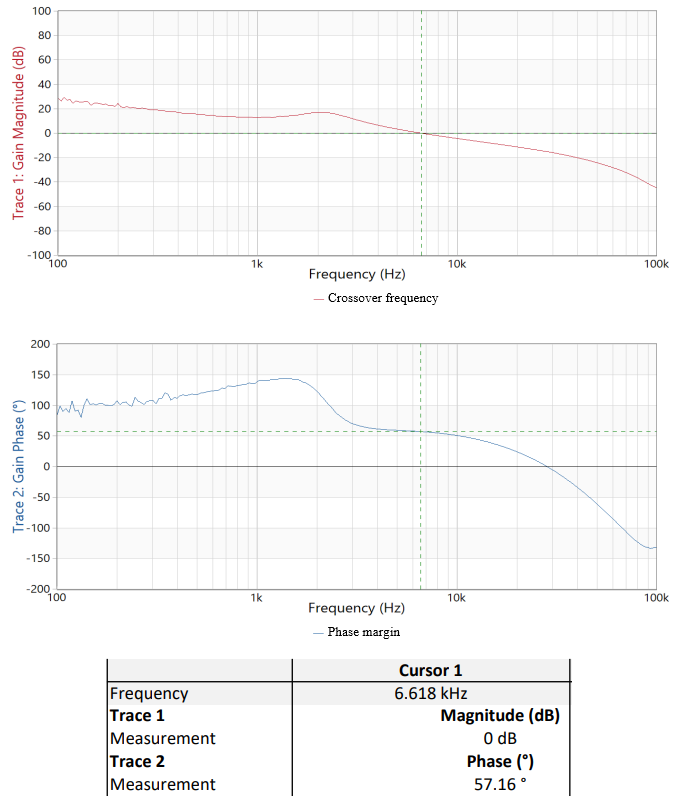 100
80
60
40
20
0
-20
-40
-60
-80
-100
Trace 1: Gain Magnitude (dB)
100 1k 10k 100k
Frequency (Hz)
— Crossover frequency
200
150
100
50
0
-50
-100
-150
-200
Trace 2: Gain Phase (°)
100 1k 10k 100k
Frequency (Hz)
— Phase margin
Cursor 1
Frequency 6.618 kHz
Trace 1 Magnitude (dB)
Measurement 0 dB
Trace 2 Phase (°)
Measurement 57.16 °